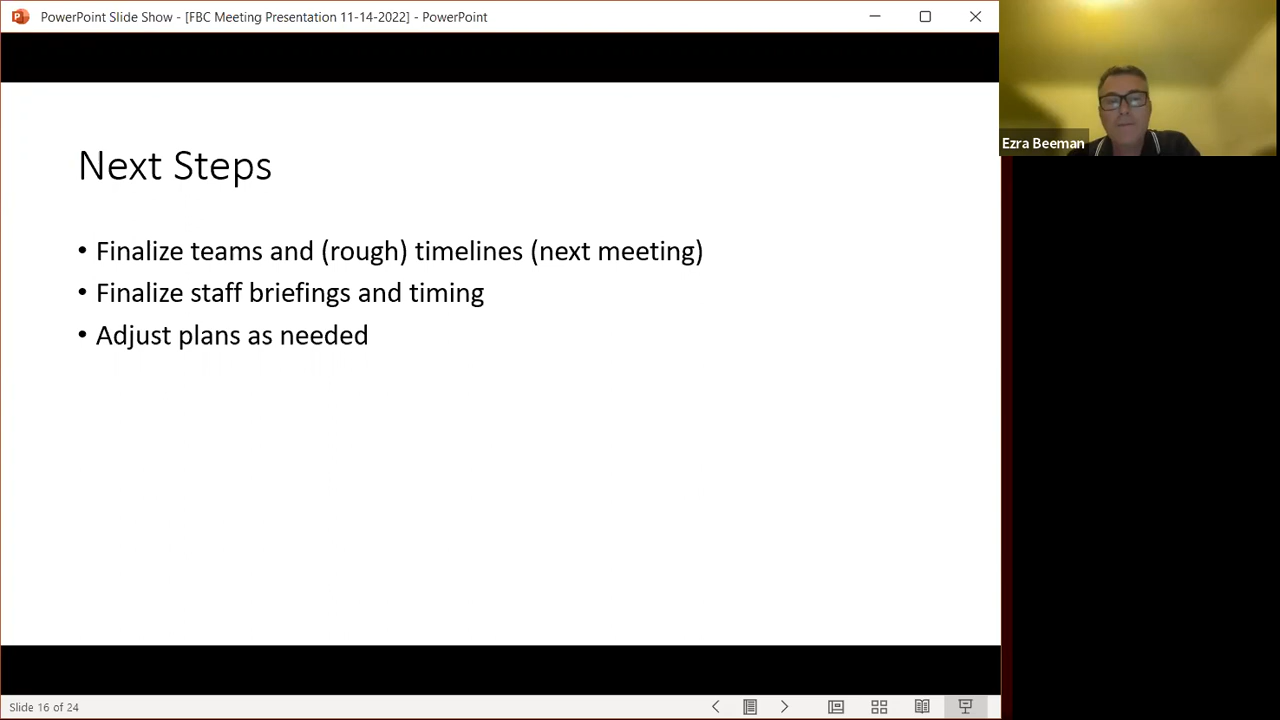 PowerPoint Slide Show - [FBC Meeting Presentation 11-14-2022] - PowerPoint
Ezra Beeman
Next Steps
• Finalize teams and (rough) timelines (next meeting)
• Finalize staff briefings and timing
• Adjust plans as needed
Slide 16 of 24